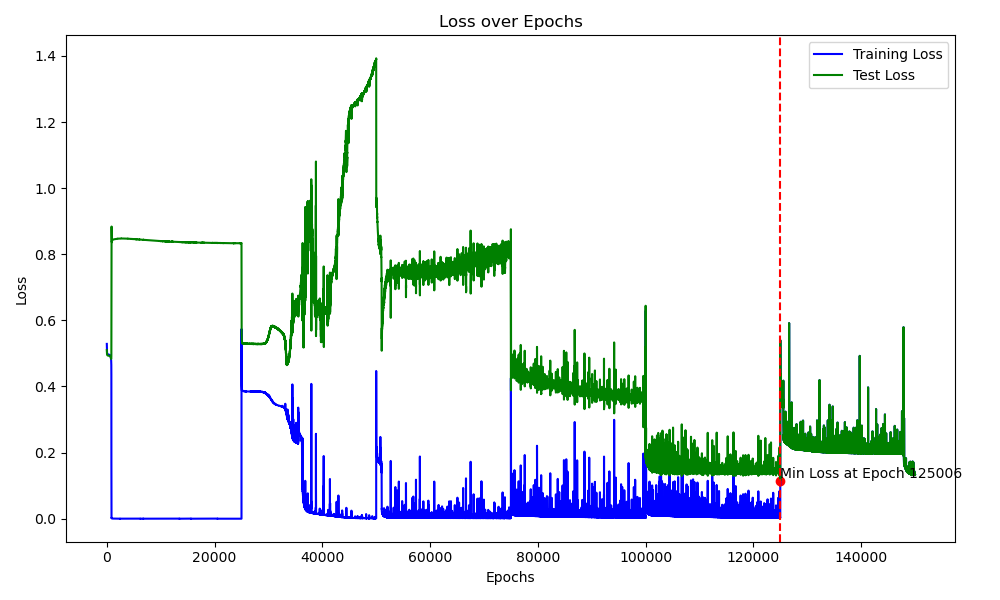 Loss over Epochs
Training Loss
Test Loss
1.4
1.2
1.0
0.8
0.6
0.4
0.2
0.0
Loss
Min Loss at Epoch 125006
0
20000
40000
60000
80000
100000
120000
140000
Epochs